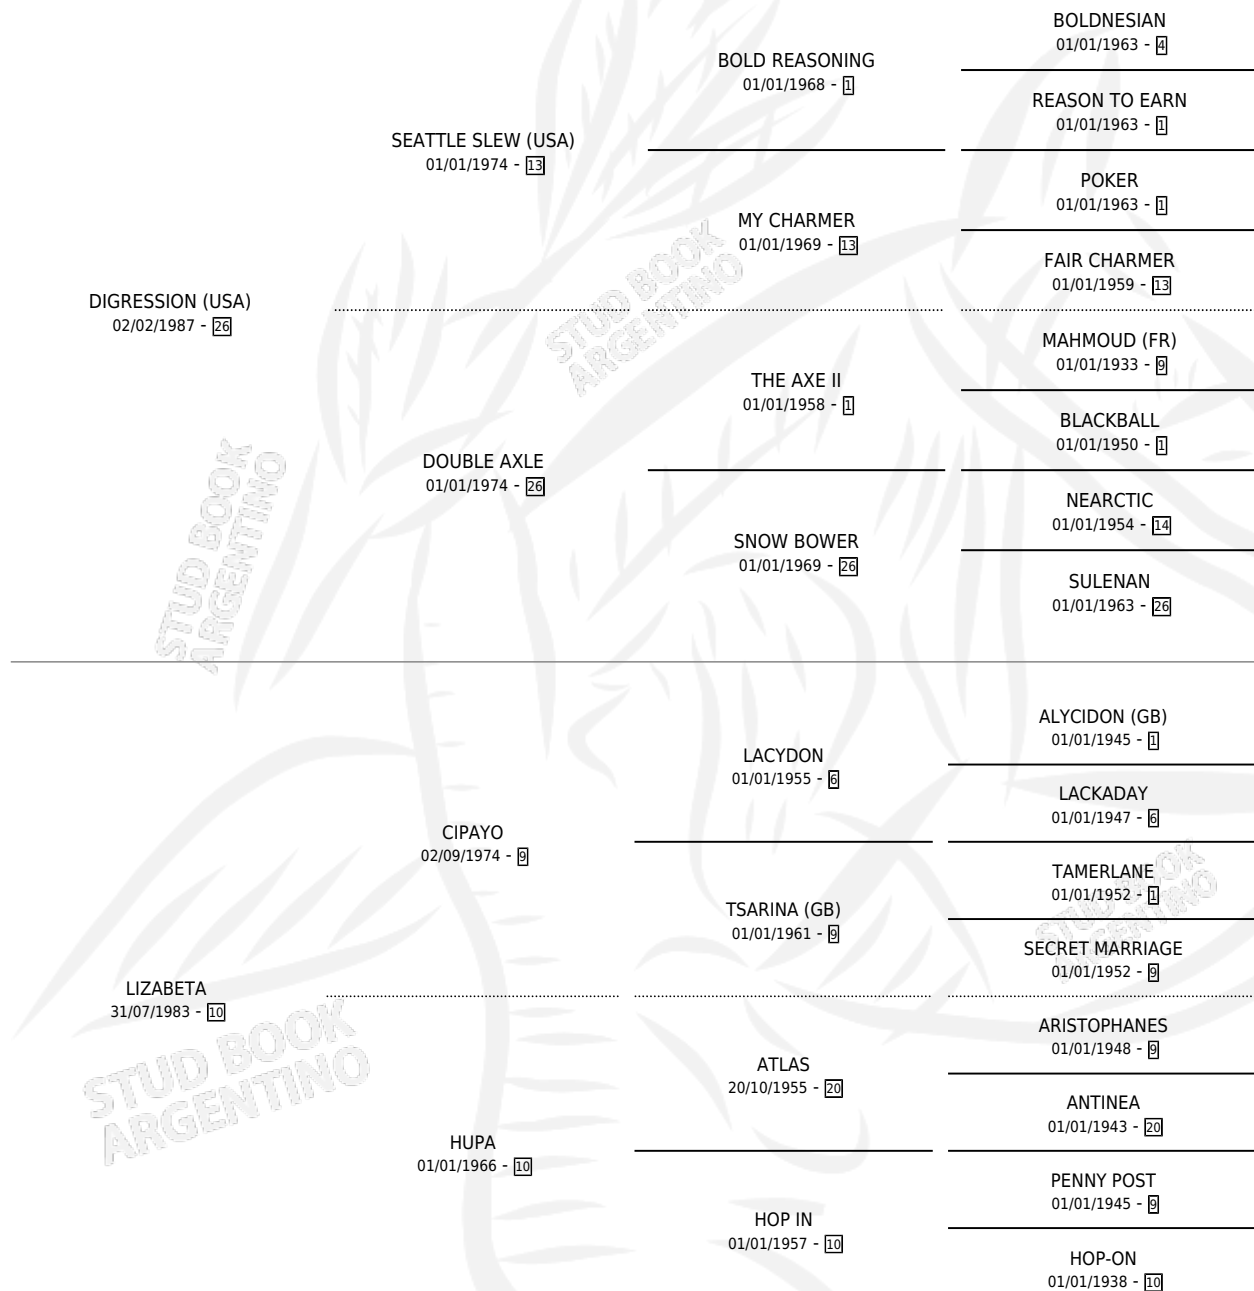 BOLDNESIAN
01/01/1963 - 4
BOLD REASONING
01/01/1968 - 1
REASON TO EARN
01/01/1963 - 1
SEATTLE SLEW (USA)
01/01/1974 - 13
POKER
01/01/1963 - 1
MY CHARMER
01/01/1969 - 13
FAIR CHARMER
01/01/1959 - 13
DIGRESSION (USA)
02/02/1987 - 26
STUD BOOK
ARGENTINO
MAHMOUD (FR)
01/01/1933 - 9
THE AXE II
01/01/1958 - 1
BLACKBALL
01/01/1950 - 1
DOUBLE AXLE
01/01/1974 - 26
NEARCTIC
01/01/1954 - 14
SNOW BOWER
01/01/1969 - 26
SULENAN
01/01/1963 - 26
STUD BOOK
ARGENTINO
ALYCIDON (GB)
01/01/1945 - 1
LACYDON
01/01/1955 - 6
LACKADAY
01/01/1947 - 6
CIPAYO
02/09/1974 - 9
TAMERLANE
01/01/1952 - 1
TSARINA (GB)
01/01/1961 - 9
STUD BOOK
ARGENTINO
SECRET MARRIAGE
01/01/1952 - 9
LIZABETA
31/07/1983 - 10
STUD BOOK
ARGENTINO
ARISTOPHANES
01/01/1948 - 9
ATLAS
20/10/1955 - 20
ANTINEA
01/01/1943 - 20
HUPA
01/01/1966 - 10
PENNY POST
01/01/1945 - 9
HOP IN
01/01/1957 - 10
HOP-ON
01/01/1938 - 10